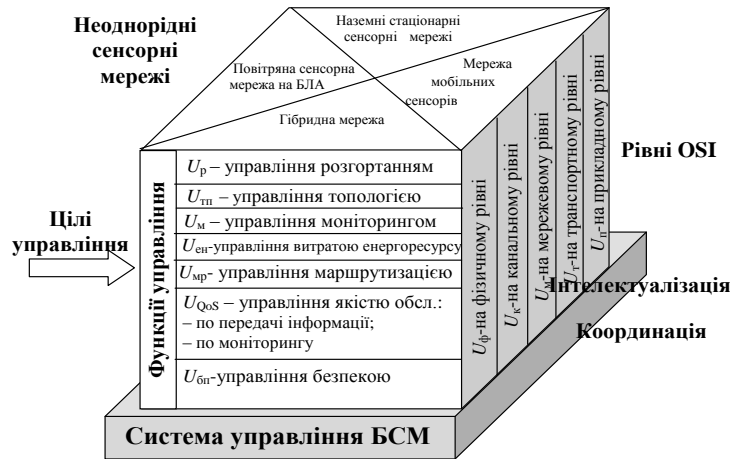 Неоднорідні
сенсорні
мережі
Наземні стаціонарні
сенсорні мережі
Повітряна сенсорна
мережа на БЛА
Мережа
мобільних
сенсорів
Гібридна мережа
Цілі
управління
Функції управління
Uр – управління розгортанням
Uтп – управління топологією
Uм – управління моніторингом
Uен-управління витратою енергоресурсу
Uмр- управління маршрутизацією
UQoS – управління якістю обсл.:
– по передачі інформації;
– по моніторингу
Uбп-управління безпекою
Uф-на фізичному рівні
Uк-на канальному рівні
Uм-на мережевому рівні
Uт-на транспортному рівні
Uп-на прикладному рівні
Рівні OSI
Інтелектуалізація
Координація
Система управління БСМ